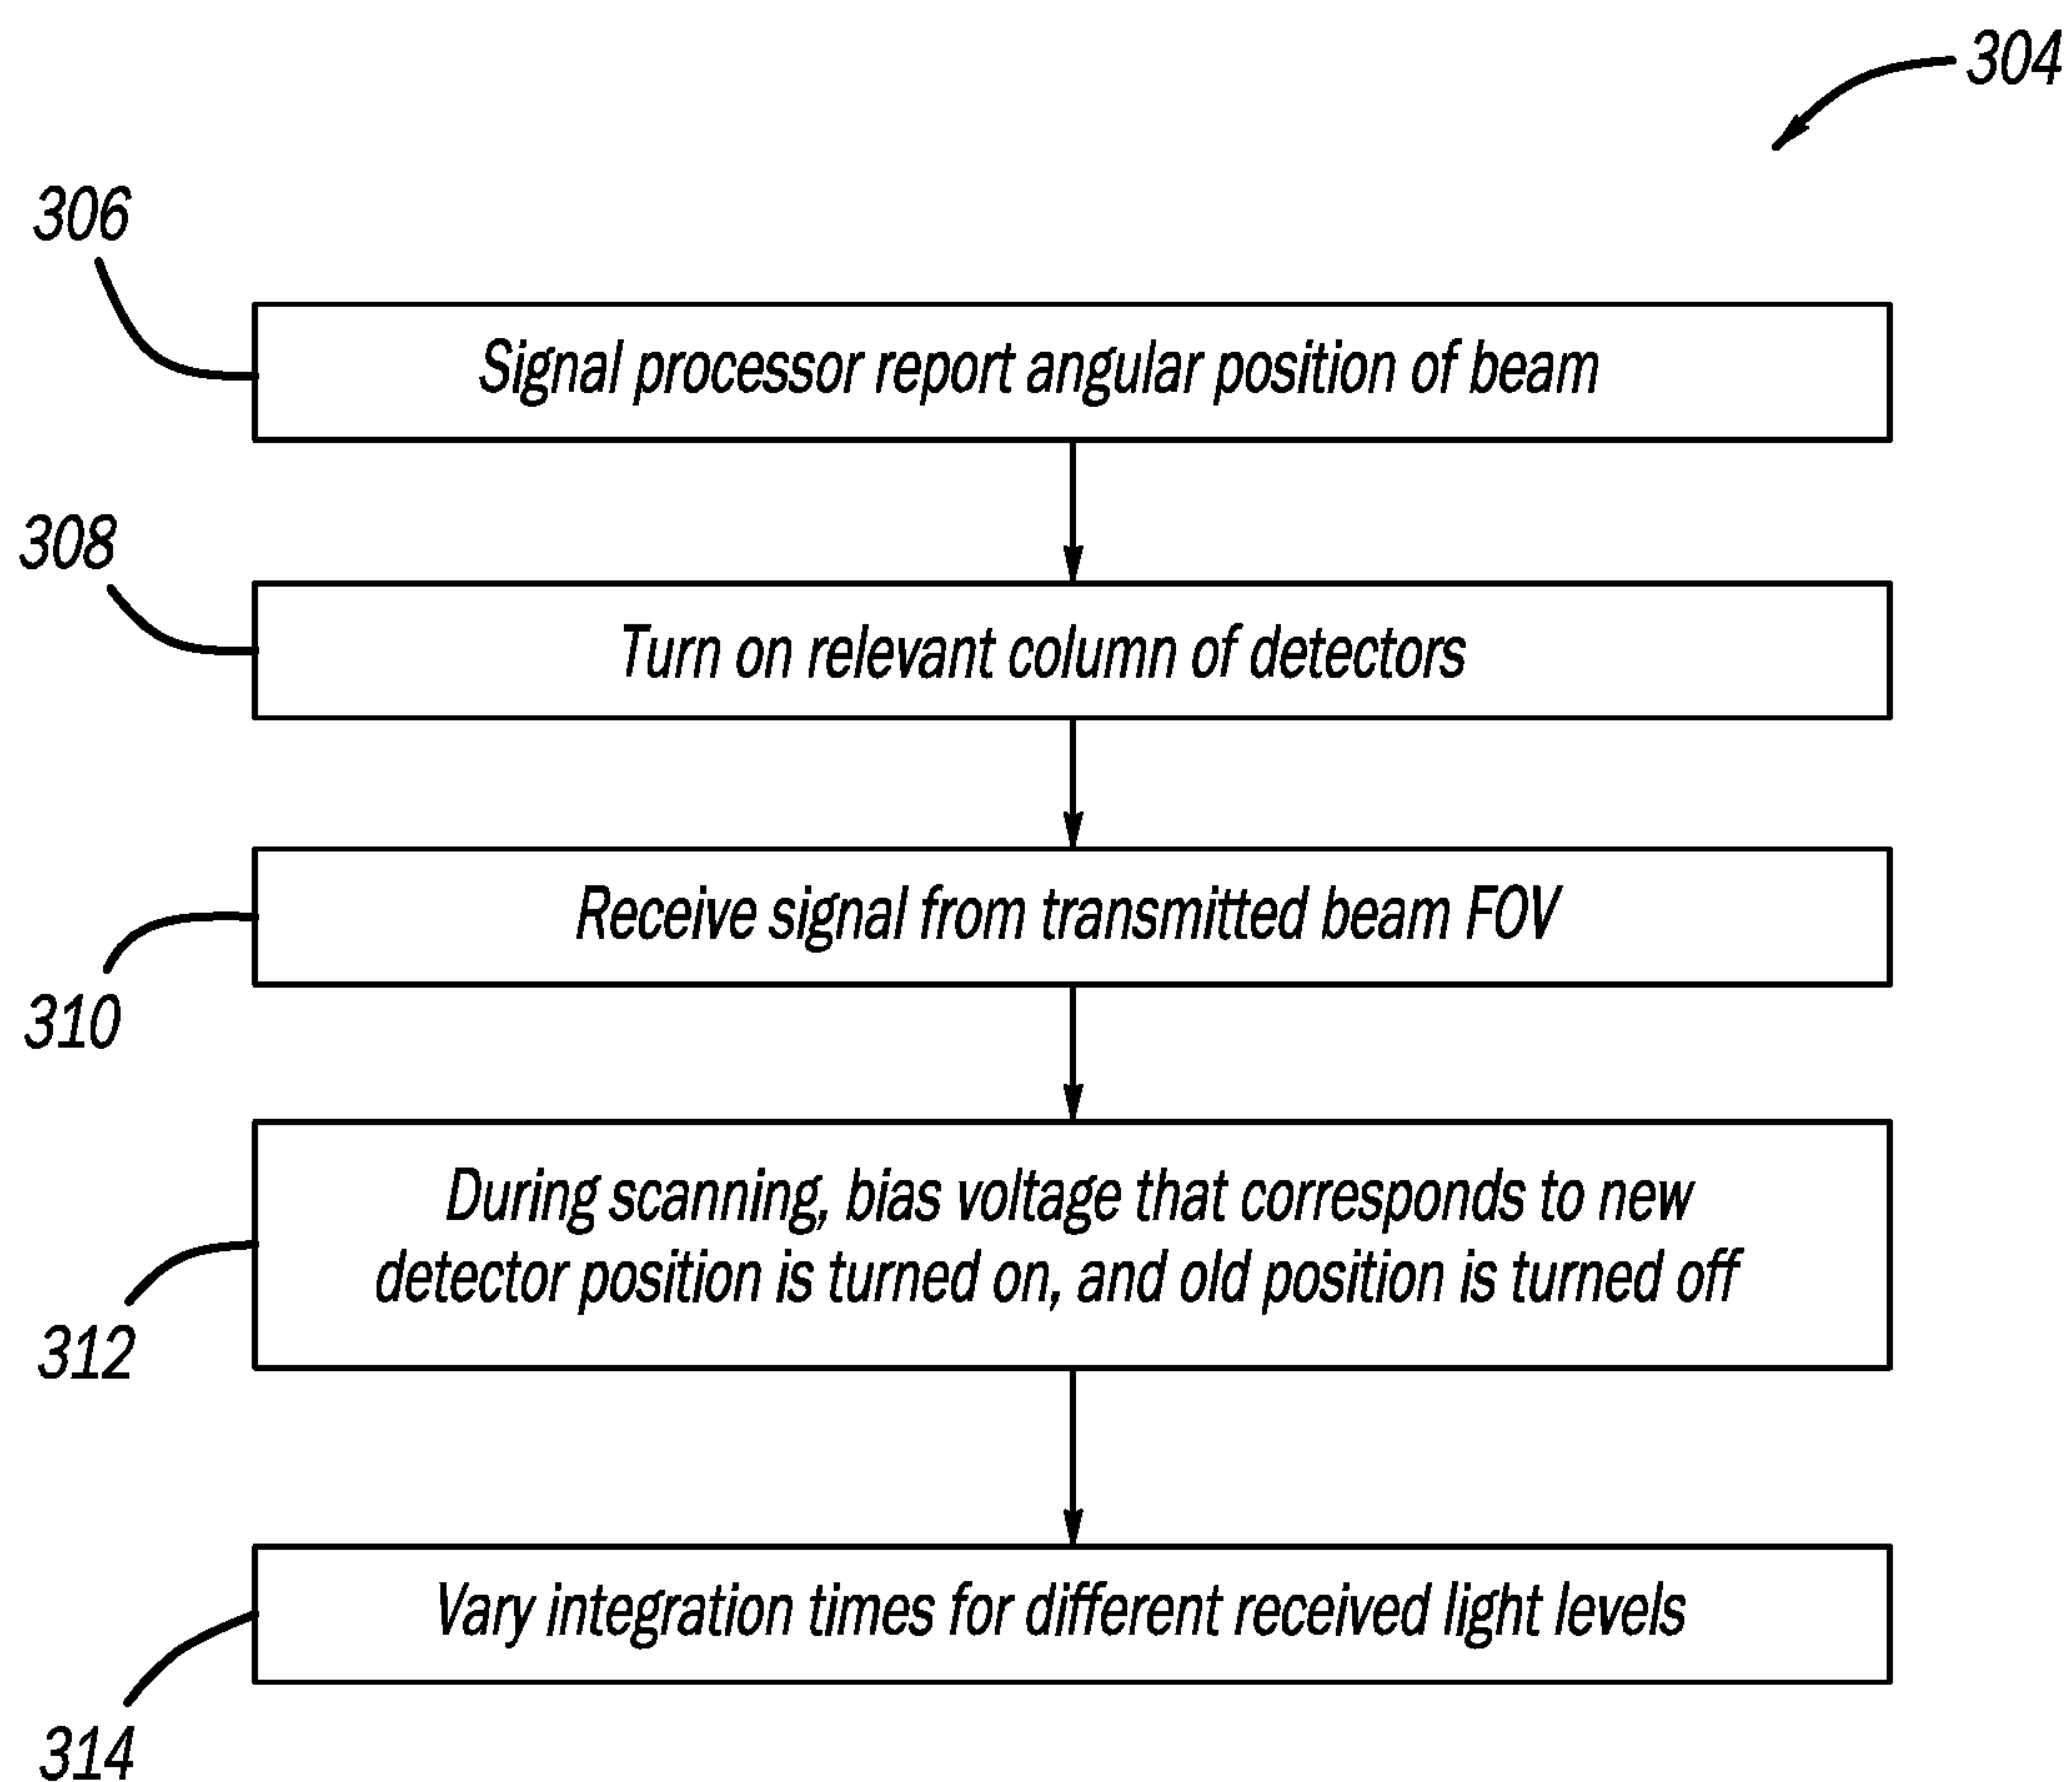 304
306
Signal processor report angular position of beam
308
Turn on relevant column of detectors
Receive signal from transmitted beam FOV
310
During scanning, bias voltage that corresponds to new
detector position is turned on, and old position is turned off
312
Vary integration times for different received light levels
314